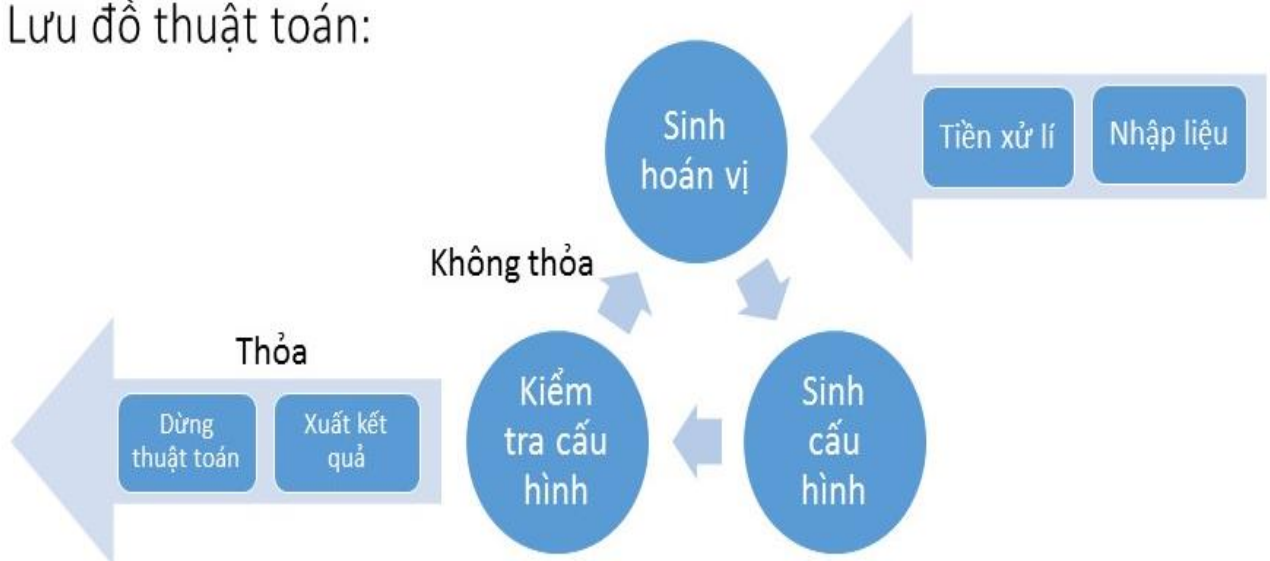 Lưu đồ thuật toán:
Sinh
hoán vị
Tiền xử lí
Nhập liệu
Không thỏa
Thỏa
Dừng
thuật toán
Xuất kết
quả
Kiểm
tra cấu
hình
Sinh
cấu
hình